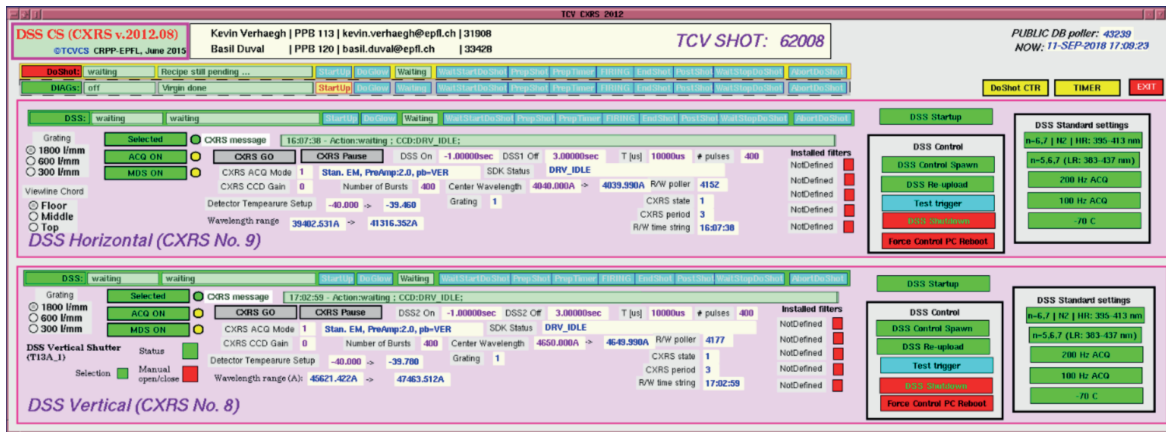 TCV CXRS 2012
DSS CS (CXRS v.2012.08)
©TCVCS CRPP-EPFL, June 2015
Kevin Verhaegh | PPB 113 | kevin.verhaegh@epfl.ch | 31908
Basil Duval | PPB 120 | basil.duval@epfl.ch | 33428
TCV SHOT: 62008
PUBLIC DB poller: 43239
NOW: 11-SEP-2018 17:09:23
DoShot: waiting Recipe still pending ... StartUp DoGlow Waiting WaitStartDoShot PrepShot PrepTimer FIRING EndShot PostShot WaitStopDoShot AbortDoShot
DIAGs: off Virgin done StartUp DoGlow Waiting WaitStartDoShot PrepShot PrepTimer FIRING EndShot PostShot WaitStopDoShot AbortDoShot
DoShot CTR TIMER EXIT
DSS: waiting waiting StartUp DoGlow Waiting WaitStartDoShot PrepShot PrepTimer FIRING EndShot PostShot WaitStopDoShot AbortDoShot
DSS Startup
Grating
1800 l/mm
600 l/mm
300 l/mm
Viewline Chord
Floor
Middle
Top
Selected
ACQ ON
MDS ON
CXRS message 16:07:38 - Action:waiting ; CCD:DRV_IDLE;
CXRS GO CXRS Pause DSS On -1.00000sec DSS1 Off 3.00000sec T |us| 10000us # pulses 400
CXRS ACQ Mode 1 Stan. EM, PreAmp:2.0, pb=VER SDK Status DRV_IDLE
CXRS CCD Gain 0 Number of Bursts 400 Center Wavelength 4040.000A -> 4039.990A R/W poller 4152
Detector Tempearure Setup -40.000 -> -39.460 Grating 1 CXRS state 1
Wavelength range 39402.531A -> 41316.352A CXRS period 3
R/W time string 16:07:38
Installed filters
NotDefined
NotDefined
NotDefined
NotDefined
NotDefined
DSS Horizontal (CXRS No. 9)
DSS Control
DSS Control Spawn
DSS Re-upload
Test trigger
DSS Shutdown
Force Control PC Reboot
DSS Standard settings
n=6,7 | N2 | HR: 395-413 nm
n=5,6,7 (LR: 303-437 nm)
200 Hz ACQ
100 Hz ACQ
-70 C
DSS: waiting waiting StartUp DoGlow Waiting WaitStartDoShot PrepShot PrepTimer FIRING EndShot PostShot WaitStopDoShot AbortDoShot
DSS Startup
Grating
1800 l/mm
600 l/mm
300 l/mm
DSS Vertical Shutter
(T13A_1)
Status
Selection
Manual
open/close
Selected
ACQ ON
MDS ON
CXRS message 17:02:59 - Action:waiting ; CCD:DRV_IDLE;
CXRS GO CXRS Pause DSS2 On -1.00000sec DSS2 Off 3.00000sec T |us| 10000us # pulses 400
CXRS ACQ Mode 1 Stan. EM, PreAmp:2.0, pb=VER SDK Status DRV_IDLE
CXRS CCD Gain 0 Number of Bursts 400 Center Wavelength 4650.000A -> 4649.990A R/W poller 4177
Detector Tempearure Setup -40.000 -> -39.700 Grating 1 CXRS state 1
Wavelength range (A): 45621.422A -> 47463.512A CXRS period 3
R/W time string 17:02:59
Installed filters
NotDefined
NotDefined
NotDefined
NotDefined
NotDefined
DSS Vertical (CXRS No. 8)
DSS Control
DSS Control Spawn
DSS Re-upload
Test trigger
DSS Shutdown
Force Control PC Reboot
DSS Standard settings
n=6,7 | N2 | HR: 395-413 nm
n=5,6,7 (LR: 303-437 nm)
200 Hz ACQ
100 Hz ACQ
-70 C